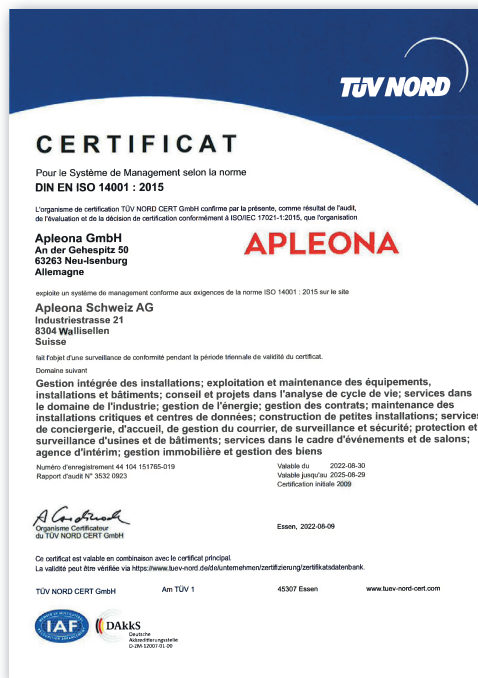 TÜV NORD
CERTIFICAT
Pour le Système de Management selon la norme
DIN EN ISO 14001 : 2015
L'organisme de certification TÜV NORD CERT GmbH confirme par la présente, comme résultat de l'audit,
de l'évaluation et de la décision de certification conformément à ISO/IEC 17021-1:2015, que l'organisation
Apleona GmbH
An der Gehespitz 50
63263 Neu-Isenburg
Allemagne
APLEONA
exploite un système de management conforme aux exigences de la norme ISO 14001 : 2015 sur le site
Apleona Schweiz AG
Industriestrasse 21
8304 Wallisellen
Suisse
fait l'objet d'une surveillance de conformité pendant la période triennale de validité du certificat.
Domaine suivant
Gestion intégrée des installations; exploitation et maintenance des équipements,
installations et bâtiments; conseil et projets dans l'analyse de cycle de vie; services dans
le domaine de l'industrie; gestion de l'énergie; gestion des contrats; maintenance des
installations critiques et centres de données; construction de petites installations; services
de conciergerie, d'accueil, de gestion du courrier, de surveillance et sécurité; protection et
surveillance d'usines et de bâtiments; services dans le cadre d'événements et de salons;
agence d'intérim; gestion immobilière et gestion des biens
Numéro d'enregistrement 44 104 151765-019
Rapport d'audit N° 3532 0923
Valable du 2022-08-30
Valable jusqu'au 2025-08-29
Certification initiale 2009
Organisme Certificateur
du TÜV NORD CERT GmbH
Essen, 2022-08-09
Ce certificat est valable en combinaison avec le certificat principal.
La validité peut être vérifiée via https://www.tuev-nord.de/de/unternehmen/zertifizierung/zertifikatsdatenbank.
TÜV NORD CERT GmbH Am TÜV 1 45307 Essen www.tuev-nord-cert.com
IAF
DAkkS
Deutsche
Akkreditierungsstelle
D-ZM-12007-01-09